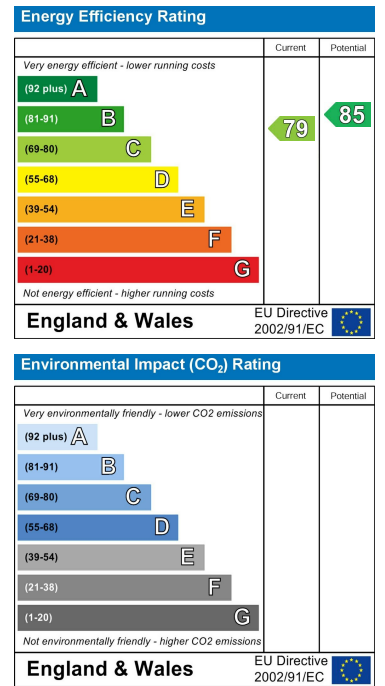 Energy Efficiency Rating
Current Potential
Very energy efficient - lower running costs
(92 plus) A
(81-91) B
(69-80) C
(55-68) D
(39-54) E
(21-38) F
(1-20) G
79
85
Not energy efficient - higher running costs
England & Wales
EU Directive
2002/91/EC
Environmental Impact (CO₂) Rating
Current Potential
Very environmentally friendly - lower CO2 emissions
(92 plus) A
(81-91) B
(69-80) C
(55-68) D
(39-54) E
(21-38) F
(1-20) G
Not environmentally friendly - higher CO2 emissions
England & Wales
EU Directive
2002/91/EC